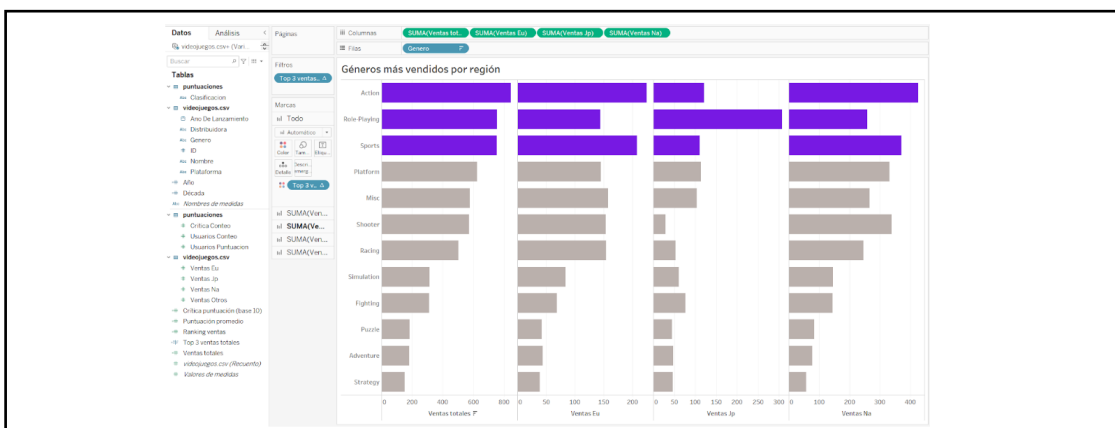 Datos
Análisis
Páginas
Columnas
SUMA(Ventas tot..
SUMA(Ventas Eu)
SUMA(Ventas Jp)
SUMA(Ventas Na)
videojuegos.csv+ (Vari...
Filas
Genero
Buscar
Filtros
Top 3 ventas..
Tablas
puntuaciones
Clasificacion
videojuegos.csv
Ano De Lanzamiento
Distribuidora
Genero
ID
Nombre
Plataforma
Año
Década
Nombres de medidas
puntuaciones
Critica Conteo
Usuarios Conteo
Usuarios Puntuacion
videojuegos.csv
Ventas Eu
Ventas Jp
Ventas Na
Ventas Otros
Crítica puntuación (base 10)
Puntuación promedio
Ranking ventas
Top 3 ventas totales
Ventas totales
videojuegos.csv (Recuento)
Valores de medidas
Marcas
Todo
Automático
Color
Tam...
Etiqu...
Detalle
Top 3 v..
SUMA(Ven...
SUMA(Ve...
SUMA(Ven...
SUMA(Ven...
Géneros más vendidos por región
Action
Role-Playing
Sports
Platform
Misc
Shooter
Racing
Simulation
Fighting
Puzzle
Adventure
Strategy
0 200 400 600 800
0 50 100 150 200
0 50 100 150 200 250 300
0 100 200 300 400
Ventas totales
Ventas Eu
Ventas Jp
Ventas Na